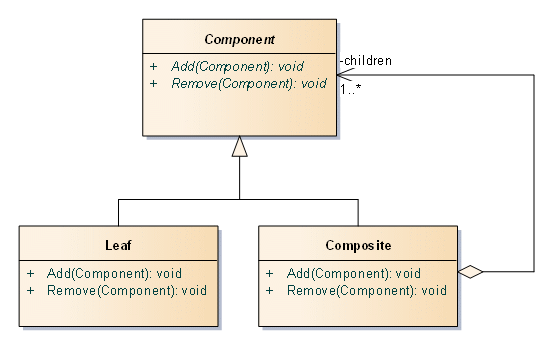 Component
+ Add(Component): void
+ Remove(Component): void
-children
1..*
Leaf
+ Add(Component): void
+ Remove(Component): void
Composite
+ Add(Component): void
+ Remove(Component): void